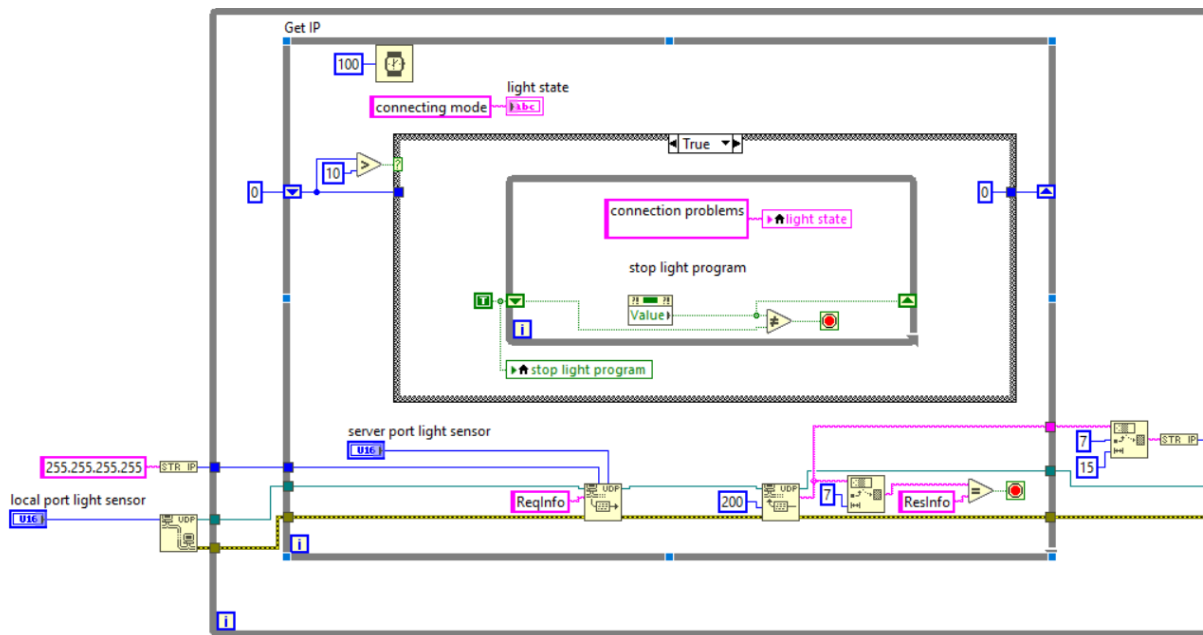 Get IP
100
light state
connecting mode
abc
True
?
10
>
0
0
connection problems
light state
stop light program
T
?! ?!
Value
≠
i
stop light program
server port light sensor
U16
7
STR IP
255.255.255.255
STR IP
15
local port light sensor
UDP
UDP
U16
UDP
ReqInfo
200
7
ResInfo
=
i
i